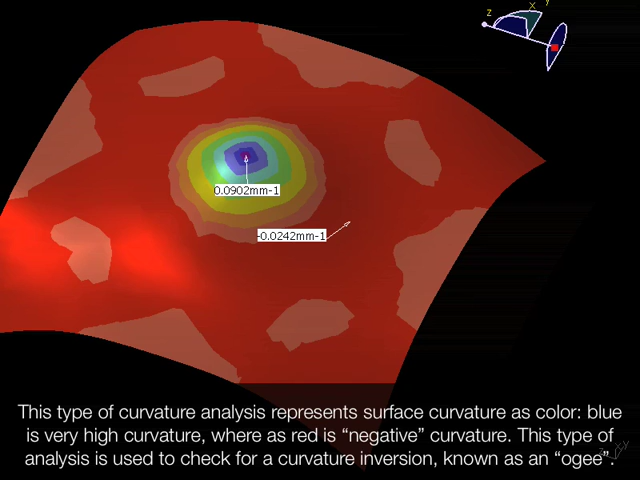 z
x
y
0.0902mm-1
-0.0242mm-1
This type of curvature analysis represents surface curvature as color: blue
is very high curvature, where as red is “negative” curvature. This type of
analysis is used to check for a curvature inversion, known as an “ogee”.